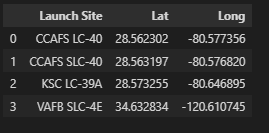 Launch Site Lat Long
0 CCAFS LC-40 28.562302 -80.577356
1 CCAFS SLC-40 28.563197 -80.576820
2 KSC LC-39A 28.573255 -80.646895
3 VAFB SLC-4E 34.632834 -120.610745